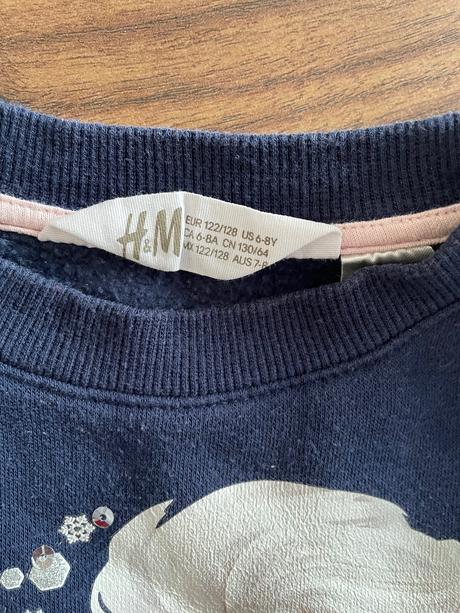 H&M
EUR 122/128 US 6-8Y
CA 6-8A CN 130/64
MX 122/128 AUS 7-8